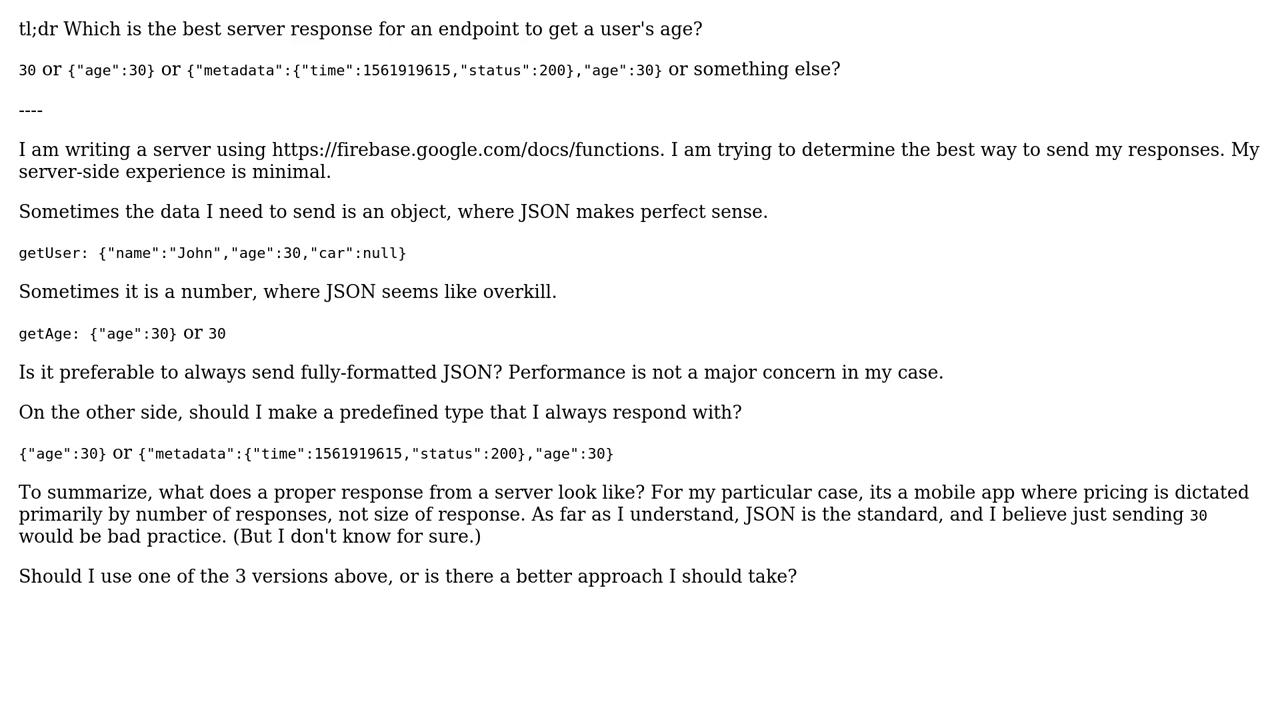 tl;dr Which is the best server response for an endpoint to get a user's age?
30 or {"age":30} or {"metadata":{"time":1561919615,"status":200},"age":30} or something else?
----
I am writing a server using https://firebase.google.com/docs/functions. I am trying to determine the best way to send my responses. My
server-side experience is minimal.
Sometimes the data I need to send is an object, where JSON makes perfect sense.
getUser: {"name":"John","age":30,"car":null}
Sometimes it is a number, where JSON seems like overkill.
getAge: {"age":30} or 30
Is it preferable to always send fully-formatted JSON? Performance is not a major concern in my case.
On the other side, should I make a predefined type that I always respond with?
{"age":30} or {"metadata":{"time":1561919615,"status":200},"age":30}
To summarize, what does a proper response from a server look like? For my particular case, its a mobile app where pricing is dictated
primarily by number of responses, not size of response. As far as I understand, JSON is the standard, and I believe just sending 30
would be bad practice. (But I don't know for sure.)
Should I use one of the 3 versions above, or is there a better approach I should take?